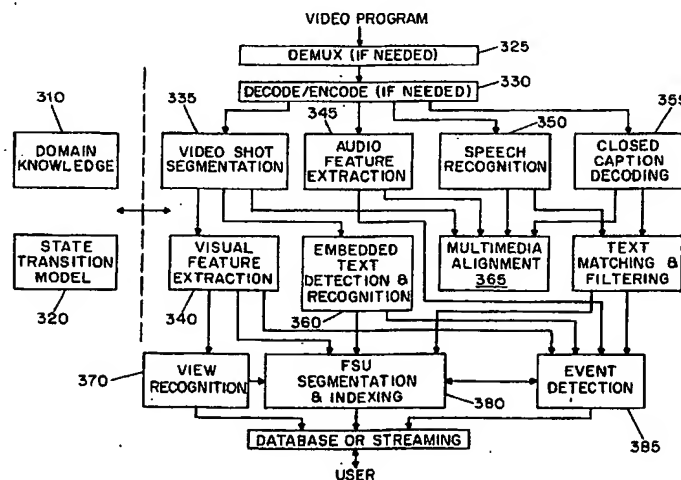 VIDEO PROGRAM
DEMUX (IF NEEDED)
325
DECODE/ENCODE (IF NEEDED)
330
310
335
345
350
355
DOMAIN
KNOWLEDGE
VIDEO SHOT
SEGMENTATION
AUDIO
FEATURE
EXTRACTION
SPEECH
RECOGNITION
CLOSED
CAPTION
DECODING
STATE
TRANSITION
MODEL
VISUAL
FEATURE
EXTRACTION
EMBEDDED
TEXT
DETECTION &
RECOGNITION
MULTIMEDIA
ALIGNMENT
365
TEXT
MATCHING &
FILTERING
320
340
360
370
VIEW
RECOGNITION
FSU
SEGMENTATION
& INDEXING
EVENT
DETECTION
380
385
DATABASE OR STREAMING
USER